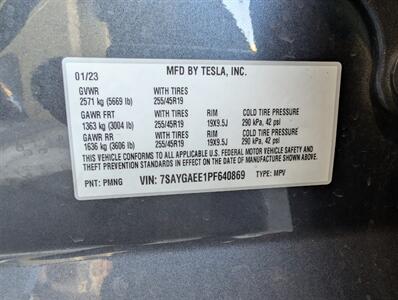 01/23 MFD BY TESLA, INC.
GVWR WITH TIRES
2571 kg (5669 lb) 255/45R19
GAWR FRT WITH TIRES RIM COLD TIRE PRESSURE
1363 kg (3004 lb) 255/45R19 19X9.5J 290 kPa, 42 psi
GAWR RR WITH TIRES RIM COLD TIRE PRESSURE
1636 kg (3606 lb) 255/45R19 19X9.5J 290 kPa, 42 psi
THIS VEHICLE CONFORMS TO ALL APPLICABLE U.S. FEDERAL MOTOR VEHICLE SAFETY AND
THEFT PREVENTION STANDARDS IN EFFECT ON THE DATE OF MANUFACTURE SHOWN ABOVE.
PNT: PMNG VIN: 7SAYGAEE1PF640869 TYPE: MPV